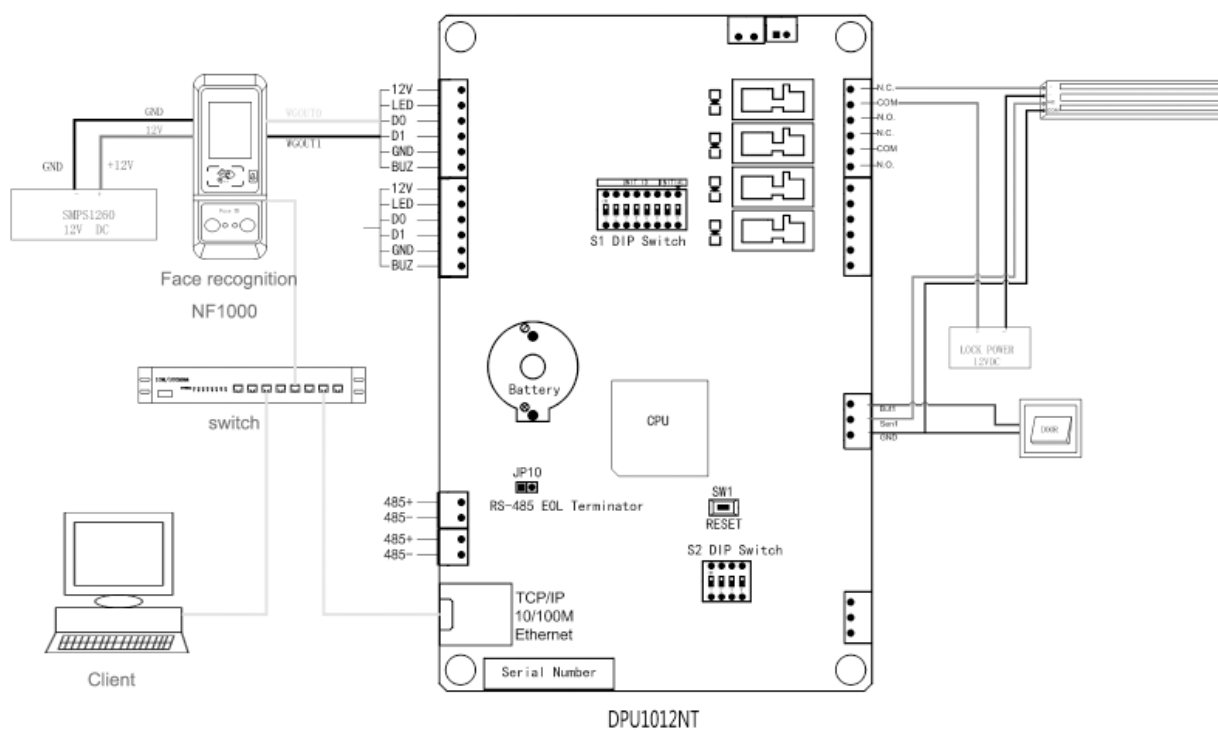 GND
12V
GND
+12V
SMPS1260
12V DC
WGOUT0
WGOUT1
Face recognition
NF1000
switch
Client
12V
LED
D0
D1
GND
BUZ
12V
LED
D0
D1
GND
BUZ
S1 DIP Switch
Battery
CPU
JP10
RS-485 EOL Terminator
485+
485-
485+
485-
SW1
RESET
S2 DIP Switch
TCP/IP
10/100M
Ethernet
Serial Number
DPU1012NT
N.C.
COM
N.O.
N.C.
COM
N.O.
LOCK POWER
12VDC
But1
Sen1
GND
DOOR